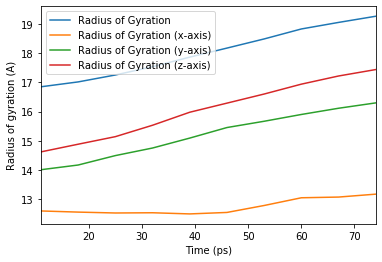 Radius of Gyration
Radius of Gyration (x-axis)
Radius of Gyration (y-axis)
Radius of Gyration (z-axis)
Radius of gyration (A)
19
18
17
16
15
14
13
20
30
40
50
60
70
Time (ps)